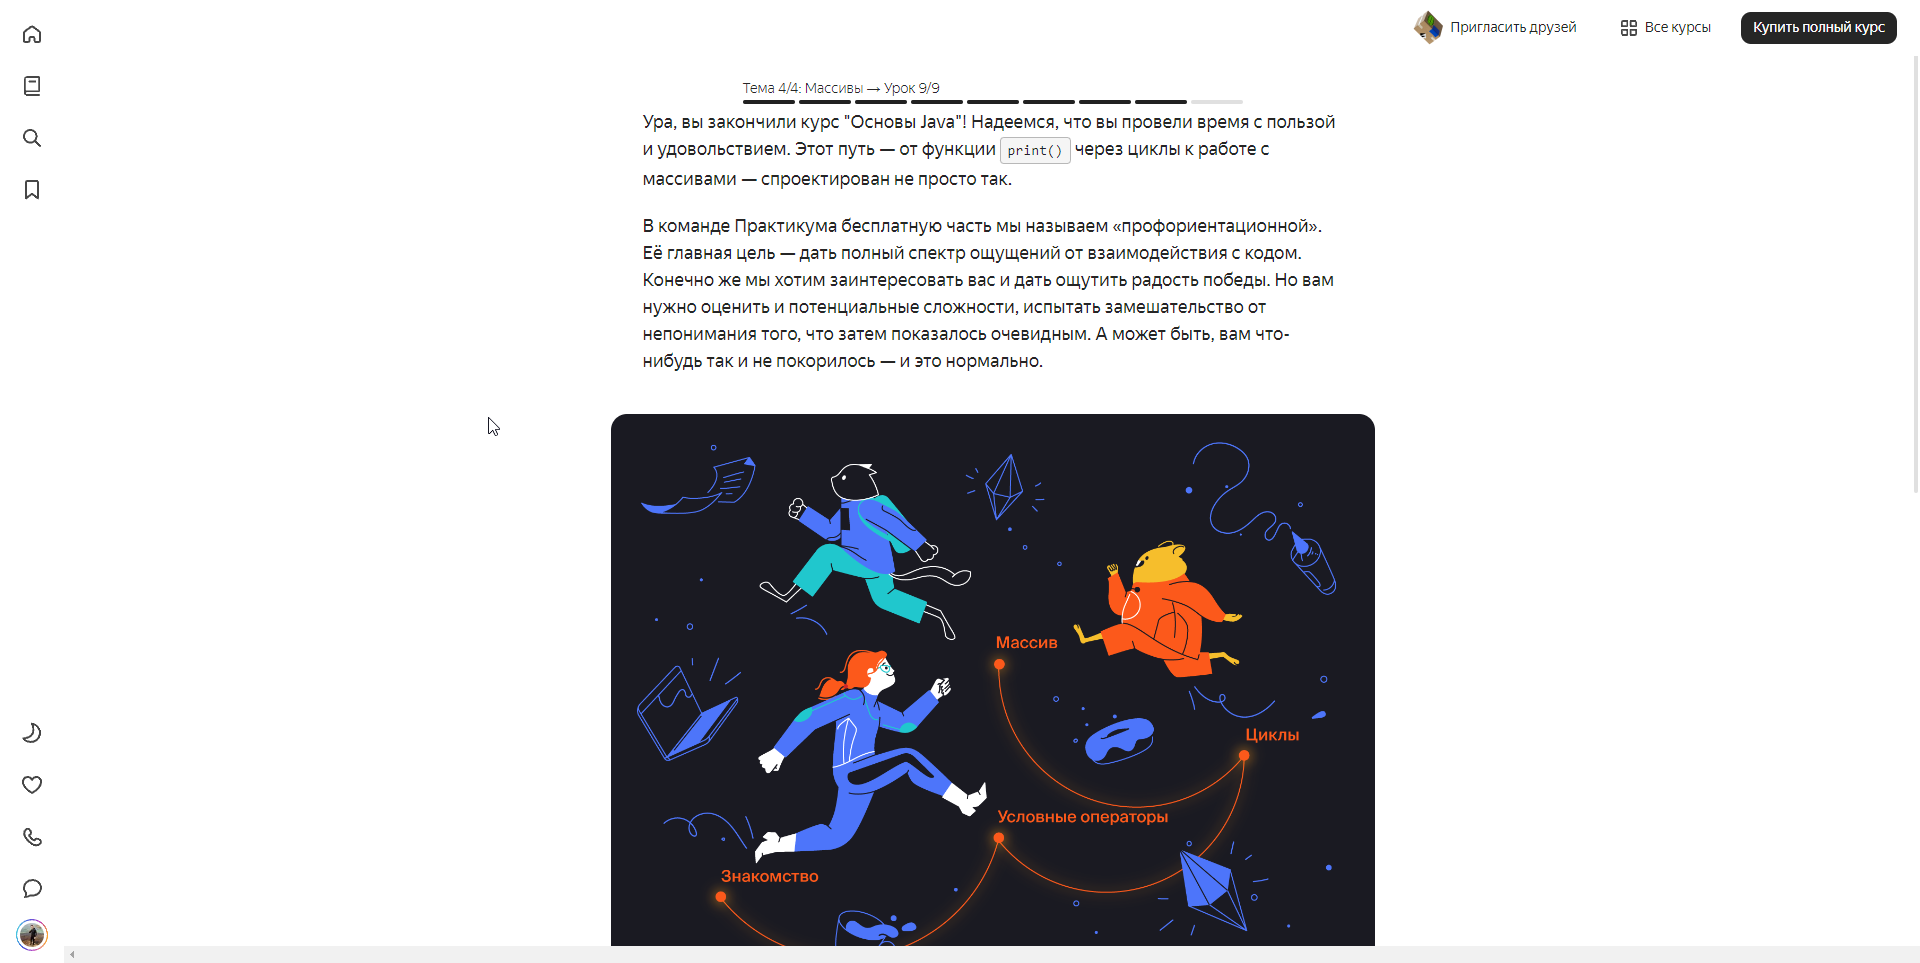 Пригласить друзей
Все курсы
Купить полный курс
Тема 4/4: Массивы → Урок 9/9
Ура, вы закончили курс "Основы Java"! Надеемся, что вы провели время с пользой
и удовольствием. Этот путь — от функции print() через циклы к работе с
массивами — спроектирован не просто так.
В команде Практикума бесплатную часть мы называем «профориентационной».
Её главная цель — дать полный спектр ощущений от взаимодействия с кодом.
Конечно же мы хотим заинтересовать вас и дать ощутить радость победы. Но вам
нужно оценить и потенциальные сложности, испытать замешательство от
непонимания того, что затем показалось очевидным. А может быть, вам что-
нибудь так и не покорилось — и это нормально.
Массив
Циклы
Условные операторы
Знакомство